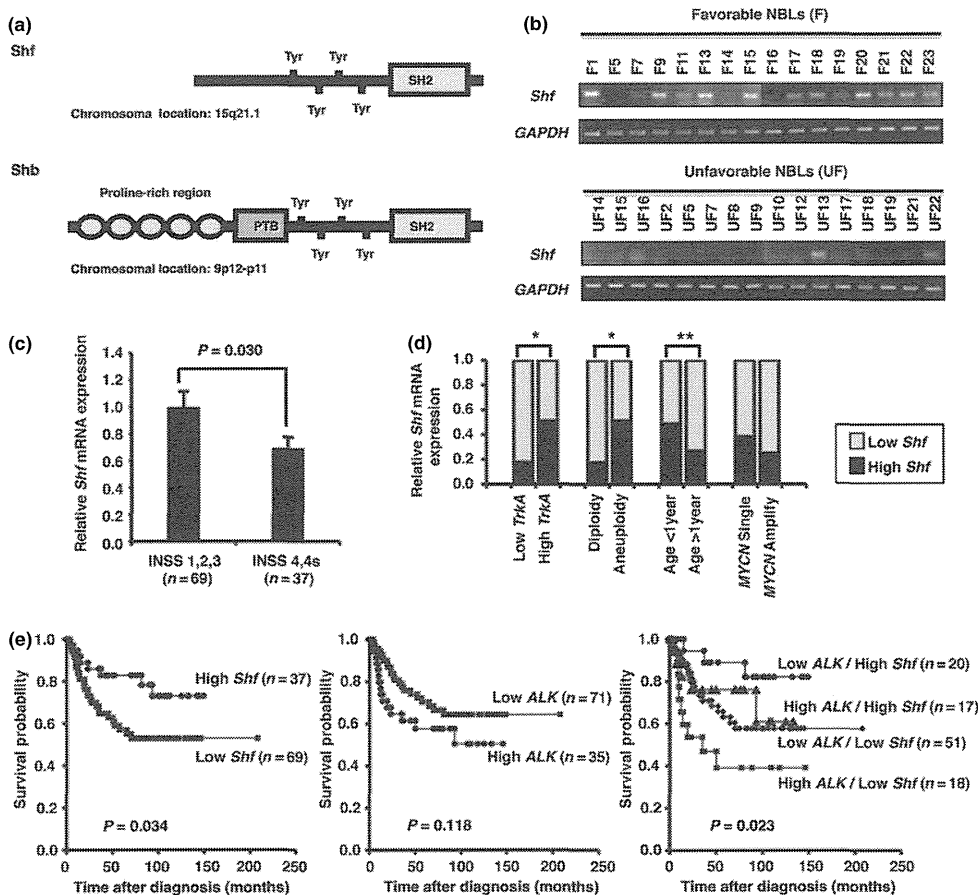 (a)
Shf
Tyr
Tyr
SH2
Tyr
Tyr
Chromosoma location: 15q21.1
Shb
Proline-rich region
Tyr
Tyr
PTB
SH2
Tyr
Tyr
Chromosomal location: 9p12-p11
(b)
Favorable NBLs (F)
F1 F5 F7 F9 F11 F13 F14 F15 F16 F17 F18 F19 F20 F21 F22 F23
Shf
GAPDH
Unfavorable NBLs (UF)
UF14 UF15 UF16 UF2 UF5 UF7 UF8 UF9 UF10 UF12 UF13 UF17 UF18 UF19 UF21 UF22
Shf
GAPDH
(c)
Relative Shf mRNA expression
1.4
1.2
1.0
0.8
0.6
0.4
0.2
0.0
P = 0.030
INSS 1,2,3
(n = 69)
INSS 4,4s
(n = 37)
(d)
Relative Shf mRNA
expression
1.0
0.8
0.6
0.4
0.2
0.0
*
*
**
Low TrkA
High TrkA
Diploidy
Aneuploidy
Age <1year
Age >1year
MYCN Single
MYCN Amplify
Low Shf
High Shf
(e)
Survival probability
1.0
0.8
0.6
0.4
0.2
0.0
High Shf (n = 37)
Low Shf (n = 69)
P = 0.034
0 50 100 150 200 250
Time after diagnosis (months)
Survival probability
1.0
0.8
0.6
0.4
0.2
0.0
Low ALK (n = 71)
High ALK (n = 35)
P = 0.118
0 50 100 150 200 250
Time after diagnosis (months)
Survival probability
1.0
0.8
0.6
0.4
0.2
0.0
Low ALK / High Shf (n = 20)
High ALK / High Shf (n = 17)
Low ALK / Low Shf (n = 51)
High ALK / Low Shf (n = 18)
P = 0.023
0 50 100 150 200 250
Time after diagnosis (months)